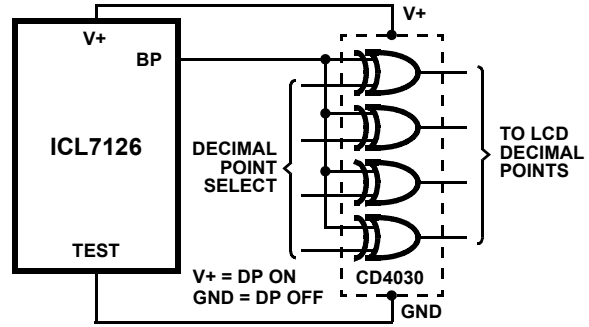 V+
V+
BP
ICL7126
DECIMAL
POINT
SELECT
TO LCD
DECIMAL
POINTS
TEST
V+ = DP ON
GND = DP OFF
CD4030
GND